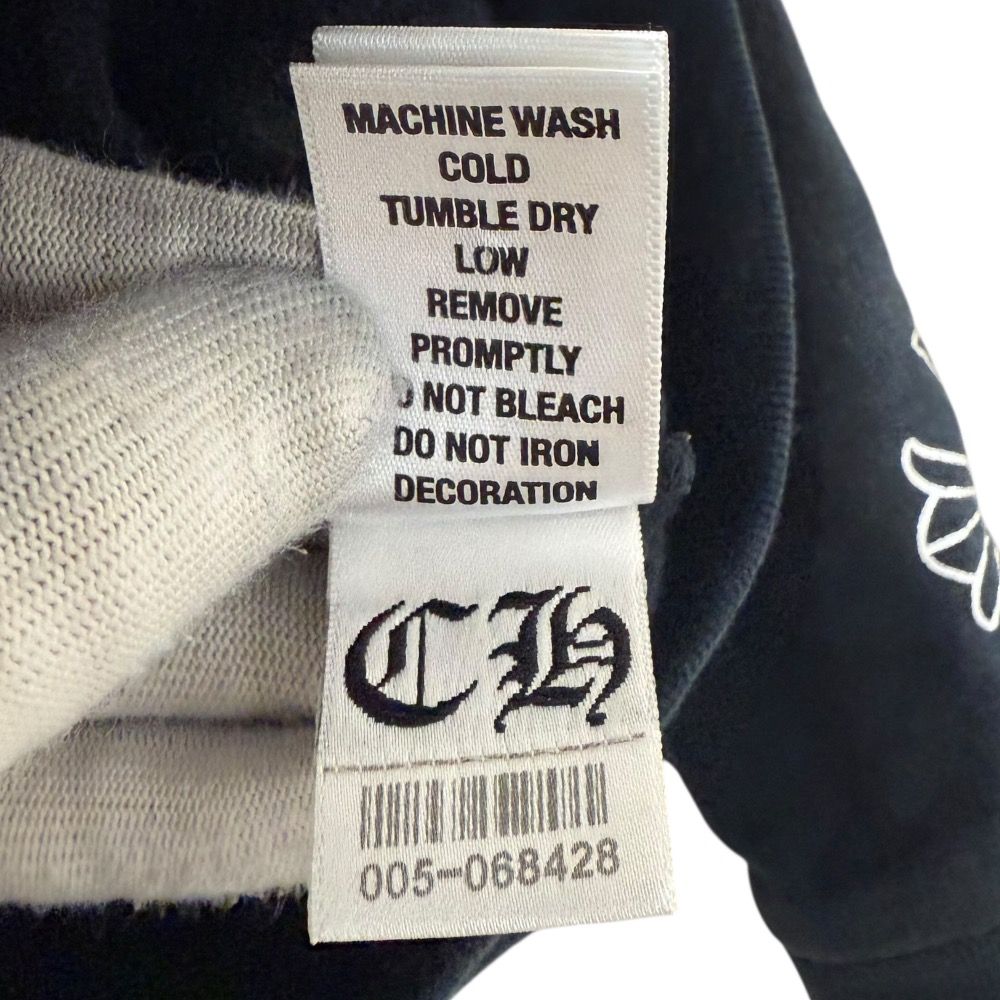 MACHINE WASH
COLD
TUMBLE DRY
LOW
REMOVE
PROMPTLY
NOT BLEACH
DO NOT IRON
DECORATION
CH
005-068428